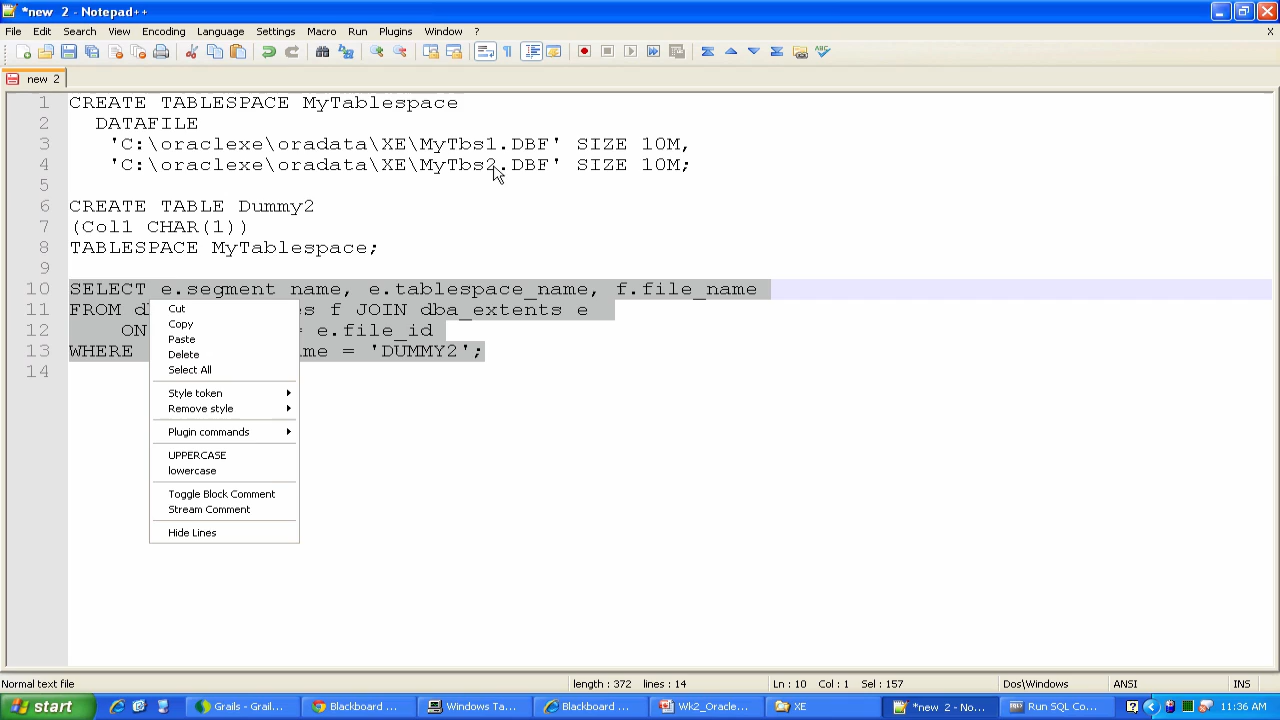 *new  2 - Notepad++
File Edit Search View Encoding Language Settings Macro Run Plugins Window ? X
new 2
1 CREATE TABLESPACE MyTablespace
2 DATAFILE
3 'C:\oraclexe\oradata\XE\MyTbs1.DBF' SIZE 10M,
4 'C:\oraclexe\oradata\XE\MyTbs2.DBF' SIZE 10M;
5
6 CREATE TABLE Dummy2
7 (Col1 CHAR(1))
8 TABLESPACE MyTablespace;
9
10 SELECT e.segment_name, e.tablespace_name, f.file_name
11 FROM d s f JOIN dba_extents e
12 ON = e.file_id
13 WHERE me = 'DUMMY2';
14
Cut
Copy
Paste
Delete
Select All
Style token
Remove style
Plugin commands
UPPERCASE
lowercase
Toggle Block Comment
Stream Comment
Hide Lines
Normal text file length : 372 lines : 14 Ln : 10 Col : 1 Sel : 157 Dos\Windows ANSI INS
start Grails - Grail... Blackboard ... Windows Ta... Blackboard ... Wk2_Oracle... XE *new  2 - No... Run SQL Co... 11:36 AM